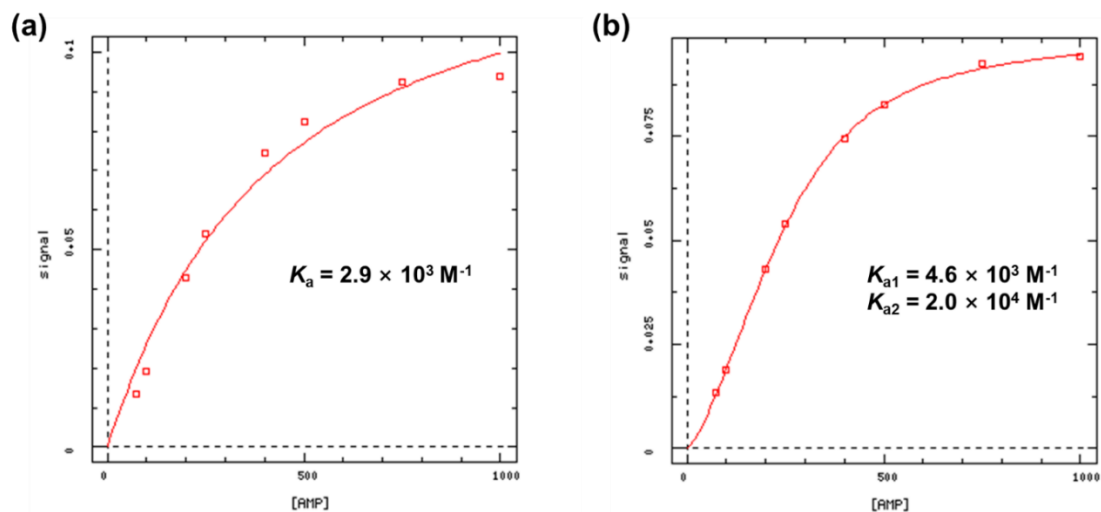 (a)
signal
0.1
0.05
0
0
500
1000
[AMP]
Ka = 2.9 × 10³ M⁻¹
(b)
signal
0.075
0.05
0.025
0
0
500
1000
[AMP]
Ka1 = 4.6 × 10³ M⁻¹
Ka2 = 2.0 × 10⁴ M⁻¹